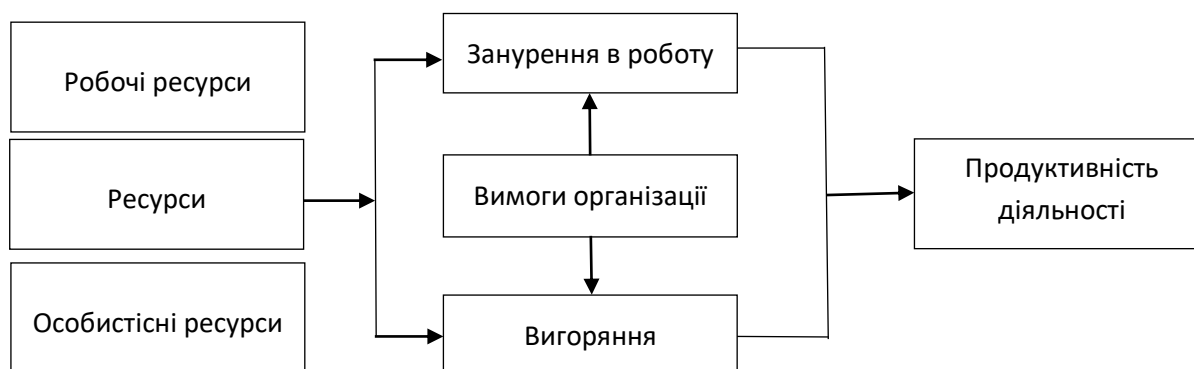 Робочі ресурси
Ресурси
Особистісні ресурси
Занурення в роботу
Вимоги організації
Вигоряння
Продуктивність
діяльності